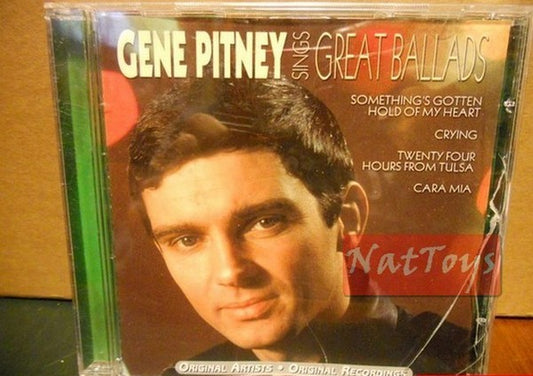 GENE PITNEY SINGS GREAT BALLADS
SOMETHING'S GOTTEN
HOLD OF MY HEART
CRYING
TWENTY FOUR
HOURS FROM TULSA
CARA MIA
NatToys
ORIGINAL ARTISTS • ORIGINAL RECORDINGS